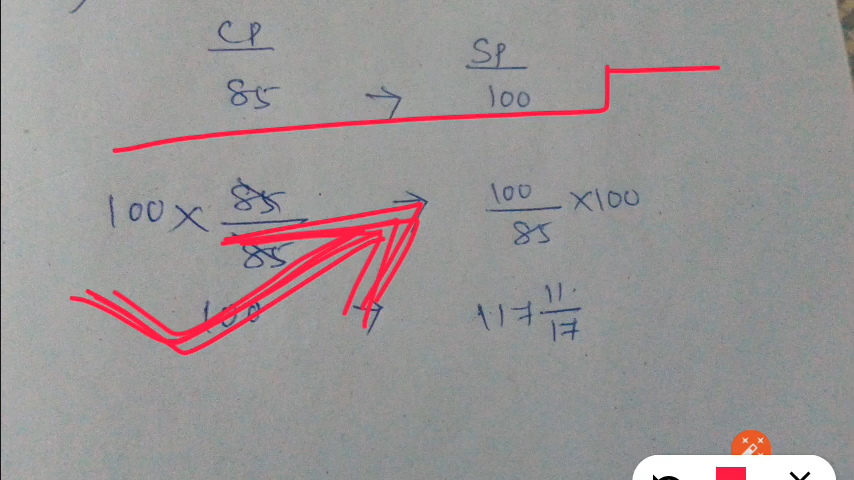 CP SP
85 → 100
100 × 85/85 → 100/85 × 100
100 → 117 11/17